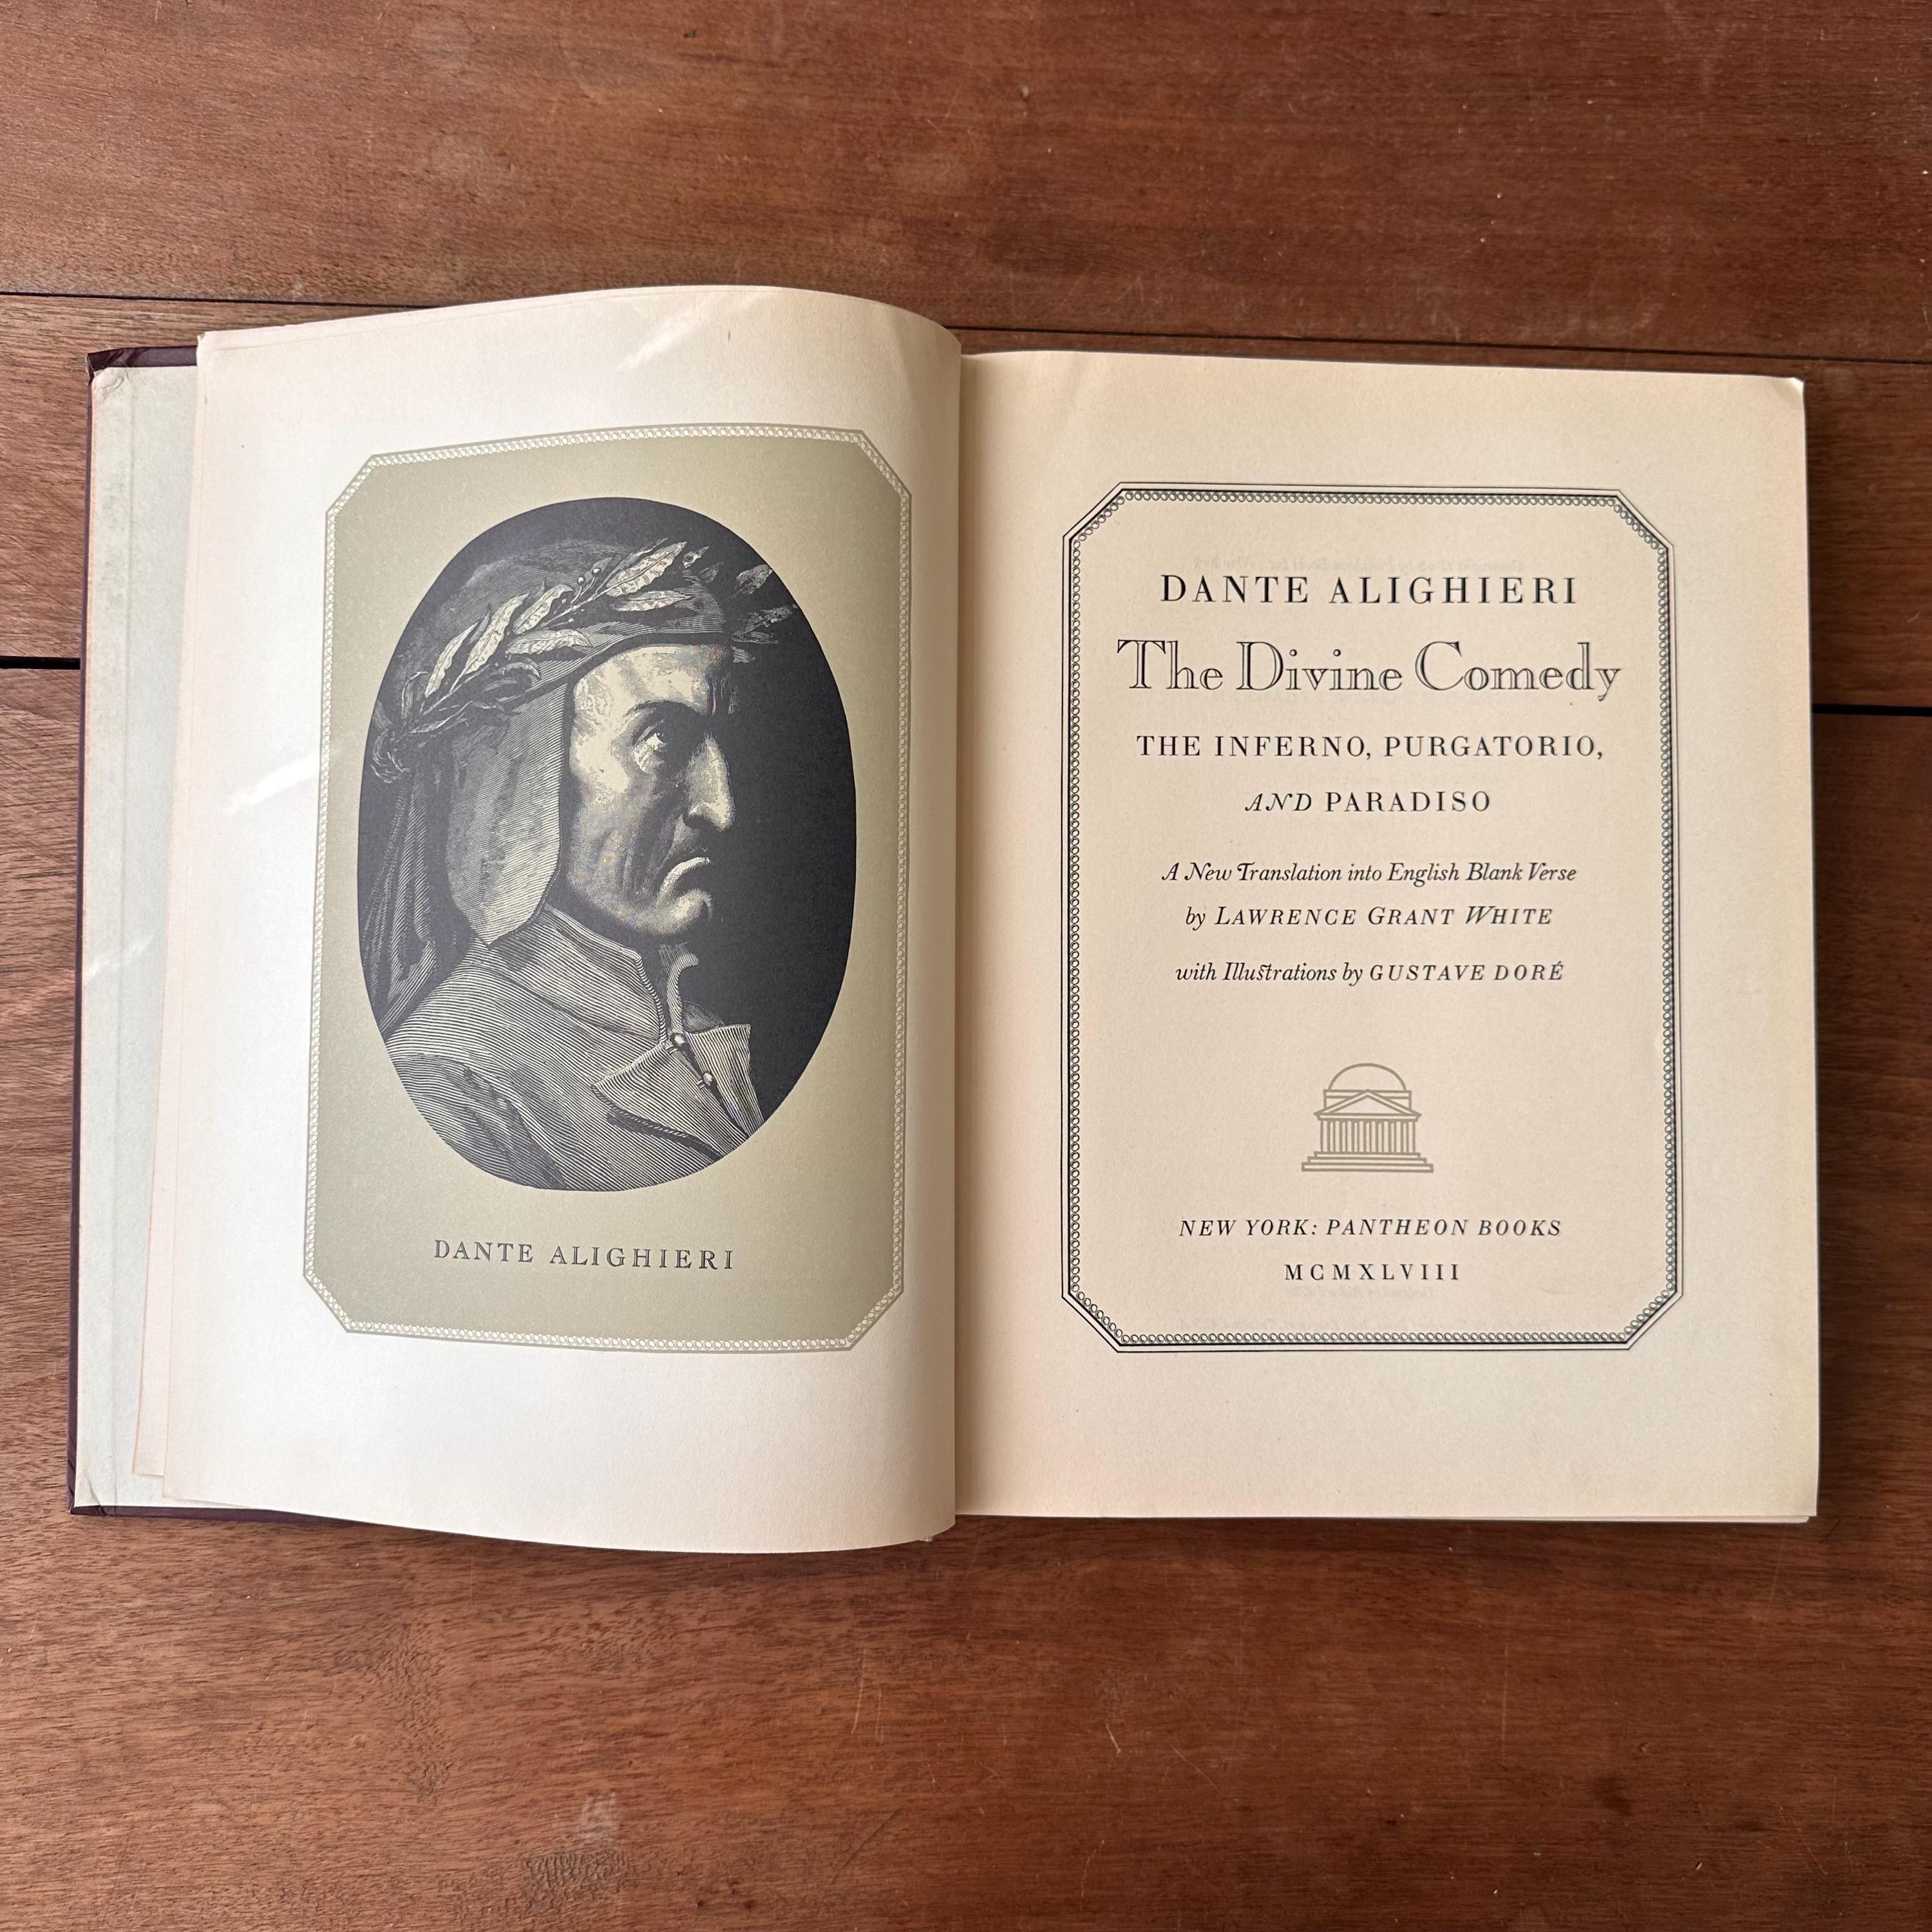 DANTE ALIGHIERI
DANTE ALIGHIERI
The Divine Comedy
THE INFERNO, PURGATORIO,
AND PARADISO
A New Translation into English Blank Verse
by LAWRENCE GRANT WHITE
with Illustrations by GUSTAVE DORÉ
NEW YORK: PANTHEON BOOKS
MCMXLVIII